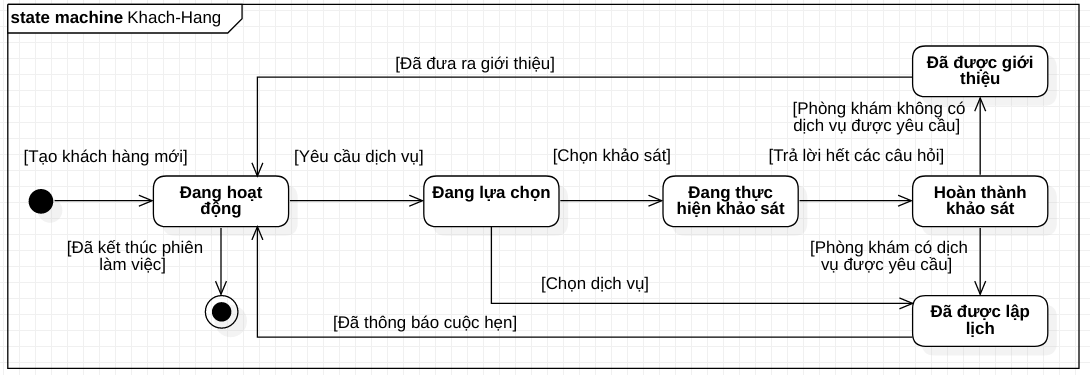 state machine Khach-Hang
[Đã đưa ra giới thiệu]
Đã được giới
thiệu
[Phòng khám không có
dịch vụ được yêu cầu]
[Tạo khách hàng mới]
[Yêu cầu dịch vụ]
[Chọn khảo sát]
[Trả lời hết các câu hỏi]
Đang hoạt
động
Đang lựa chọn
Đang thực
hiện khảo sát
Hoàn thành
khảo sát
[Đã kết thúc phiên
làm việc]
[Phòng khám có dịch
vụ được yêu cầu]
[Chọn dịch vụ]
[Đã thông báo cuộc hẹn]
Đã được lập
lịch